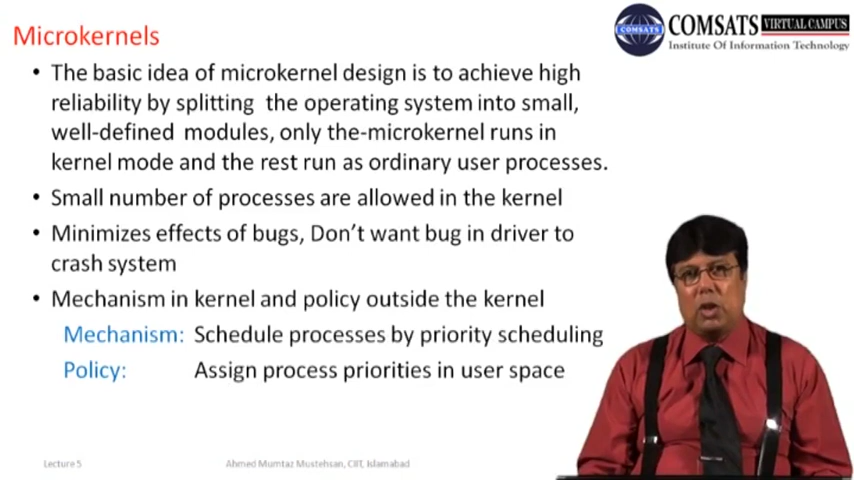 Microkernels
COMSATS VIRTUAL CAMPUS
COMSATS
Institute Of Information Technology
• The basic idea of microkernel design is to achieve high
reliability by splitting the operating system into small,
well-defined modules, only the-microkernel runs in
kernel mode and the rest run as ordinary user processes.
• Small number of processes are allowed in the kernel
• Minimizes effects of bugs, Don't want bug in driver to
crash system
• Mechanism in kernel and policy outside the kernel
Mechanism: Schedule processes by priority scheduling
Policy: Assign process priorities in user space
Lecture 5
Ahmed Mumtaz Mustehsan, CIIT, Islamabad